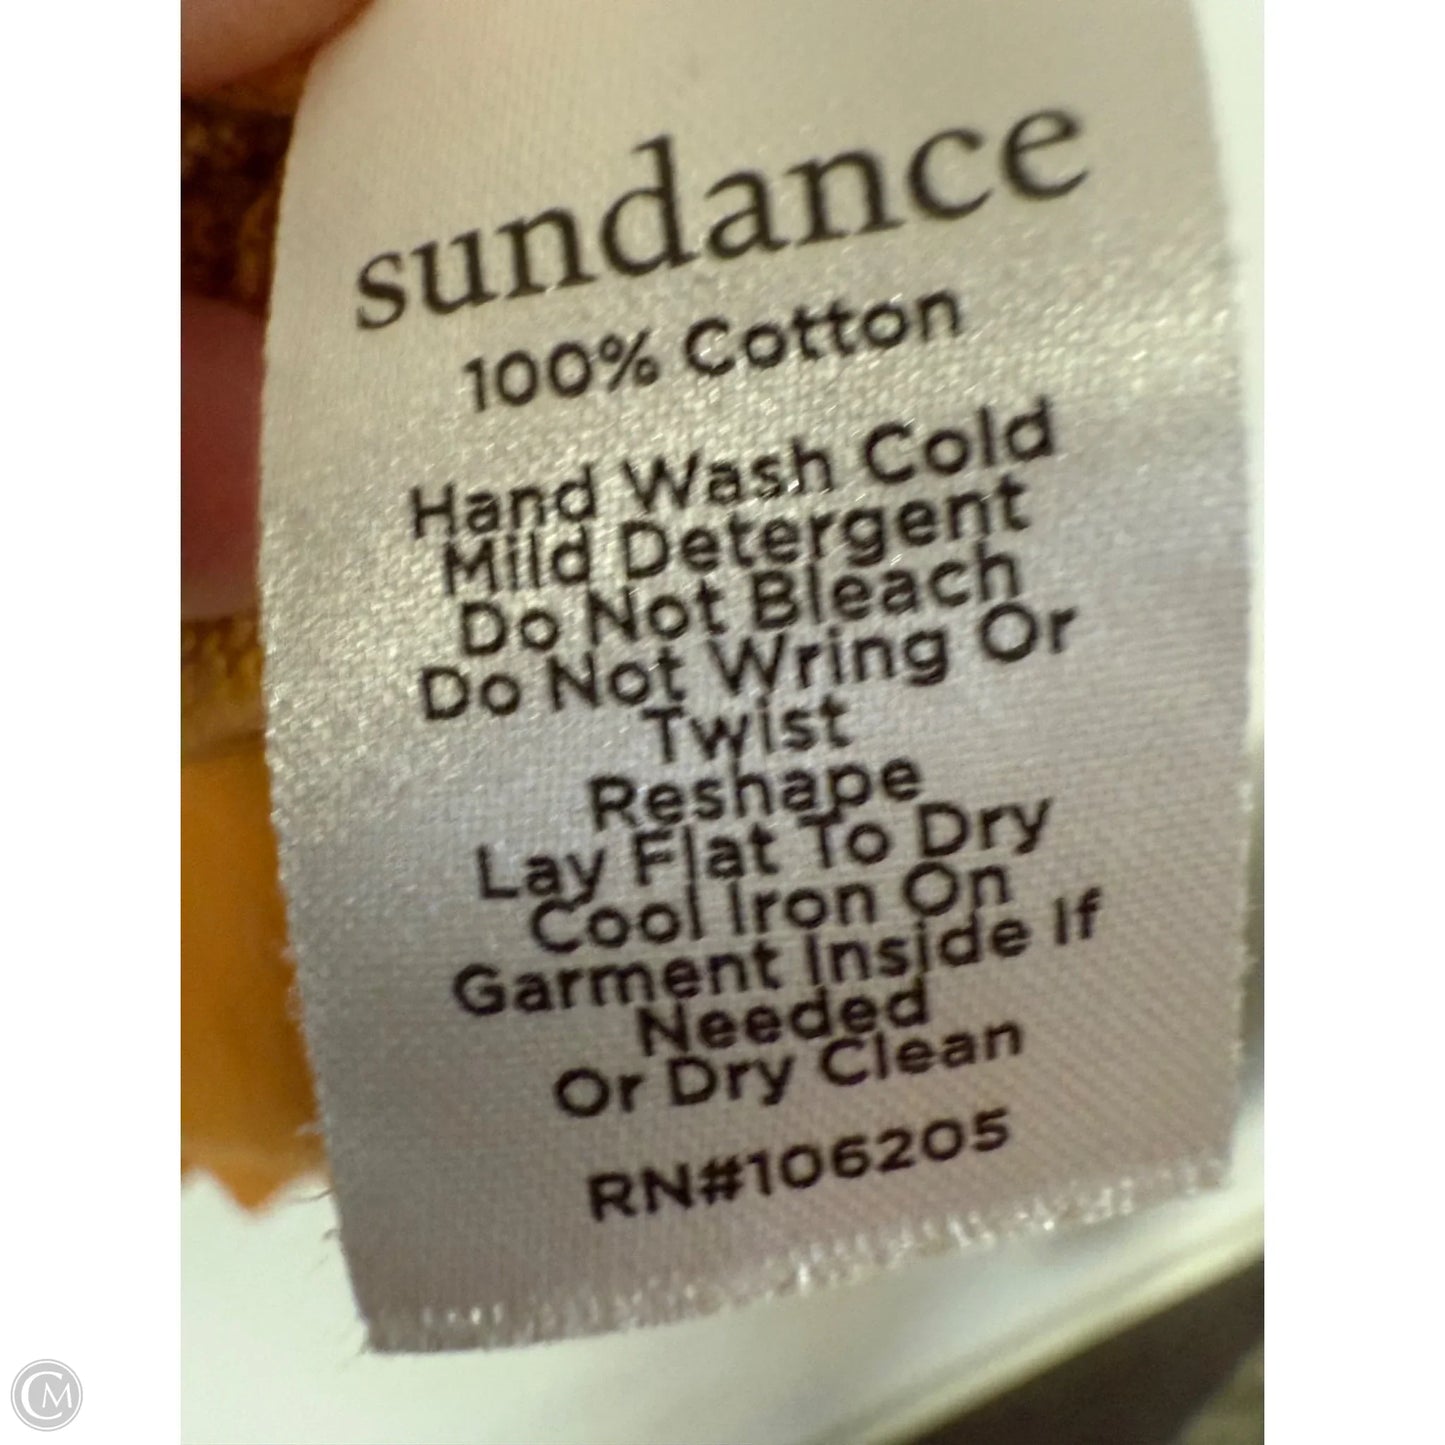 sundance
100% Cotton
Hand Wash Cold
Mild Detergent
Do Not Bleach
Do Not Wring Or
Twist
Reshape
Lay Flat To Dry
Cool Iron On
Garment Inside If
Needed
Or Dry Clean
RN#106205
CM